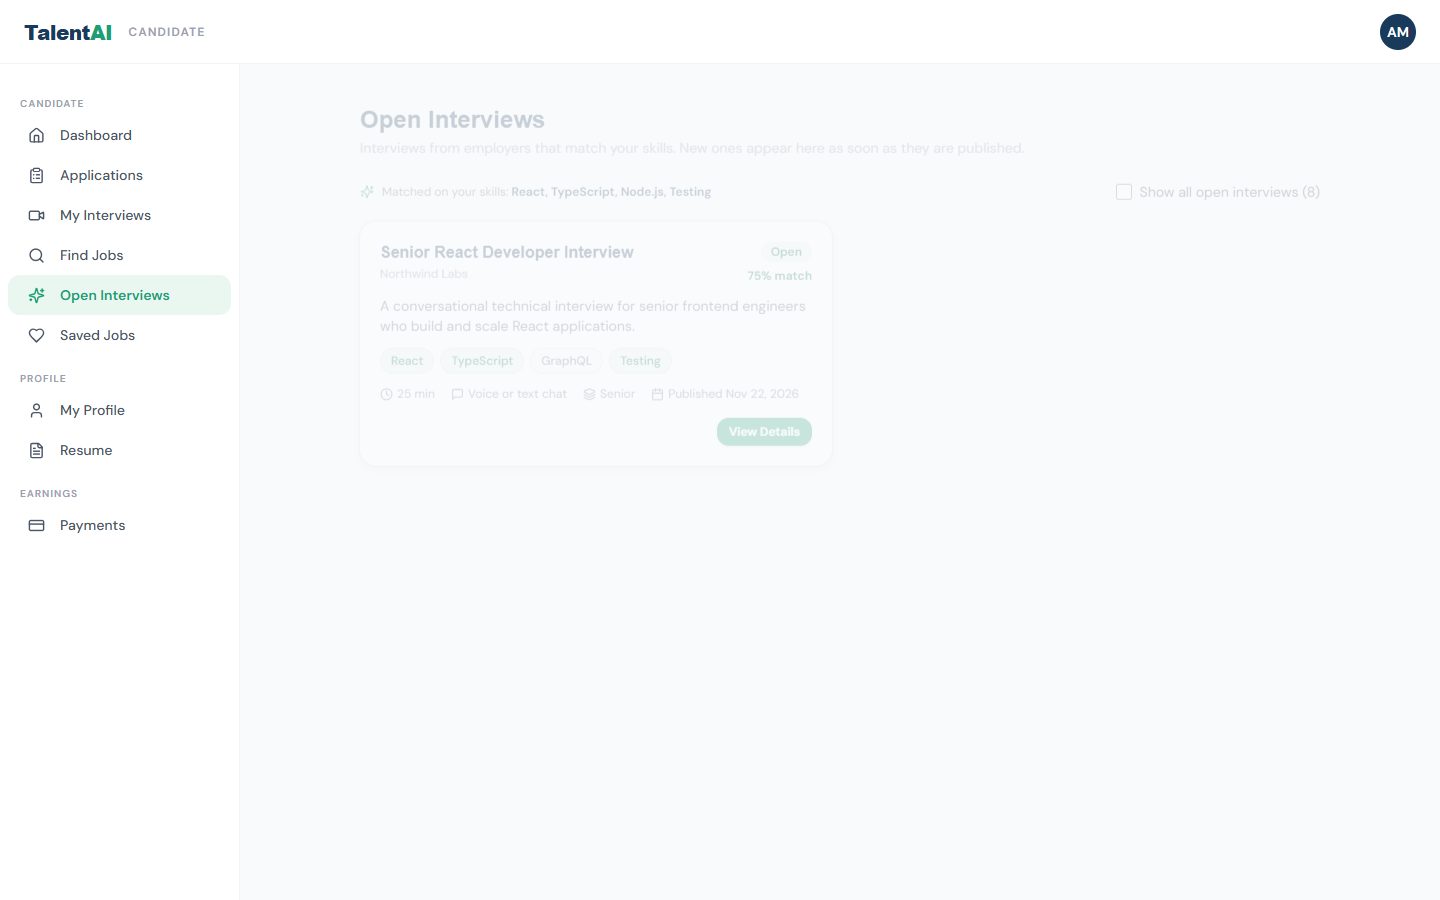 TalentAI CANDIDATE
AM
CANDIDATE
Dashboard
Applications
My Interviews
Find Jobs
Open Interviews
Saved Jobs
PROFILE
My Profile
Resume
EARNINGS
Payments
Open Interviews
Interviews from employers that match your skills. New ones appear here as soon as they are published.
Matched on your skills: React, TypeScript, Node.js, Testing
Show all open interviews (8)
Senior React Developer Interview
Open
Northwind Labs
75% match
A conversational technical interview for senior frontend engineers
who build and scale React applications.
React TypeScript GraphQL Testing
25 min Voice or text chat Senior Published Nov 22, 2026
View Details